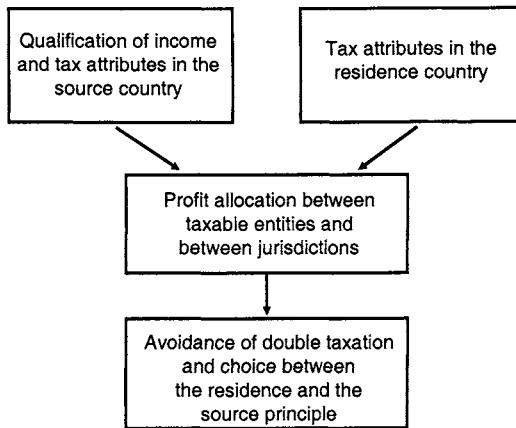 Qualification of income
and tax attributes in the
source country
Tax attributes in the
residence country
Profit allocation between
taxable entities and
between jurisdictions
Avoidance of double taxation
and choice between
the residence and the
source principle